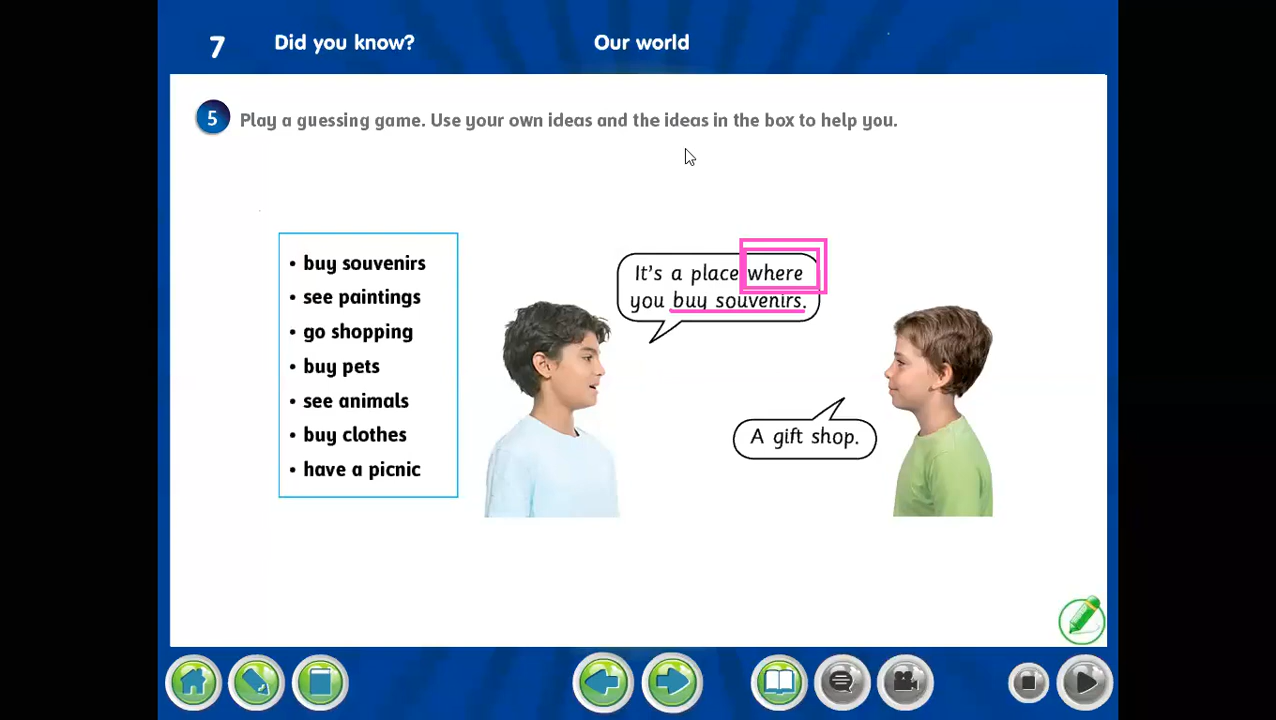 7 Did you know? Our world
5 Play a guessing game. Use your own ideas and the ideas in the box to help you.
• buy souvenirs
• see paintings
• go shopping
• buy pets
• see animals
• buy clothes
• have a picnic
It's a place where
you buy souvenirs.
A gift shop.